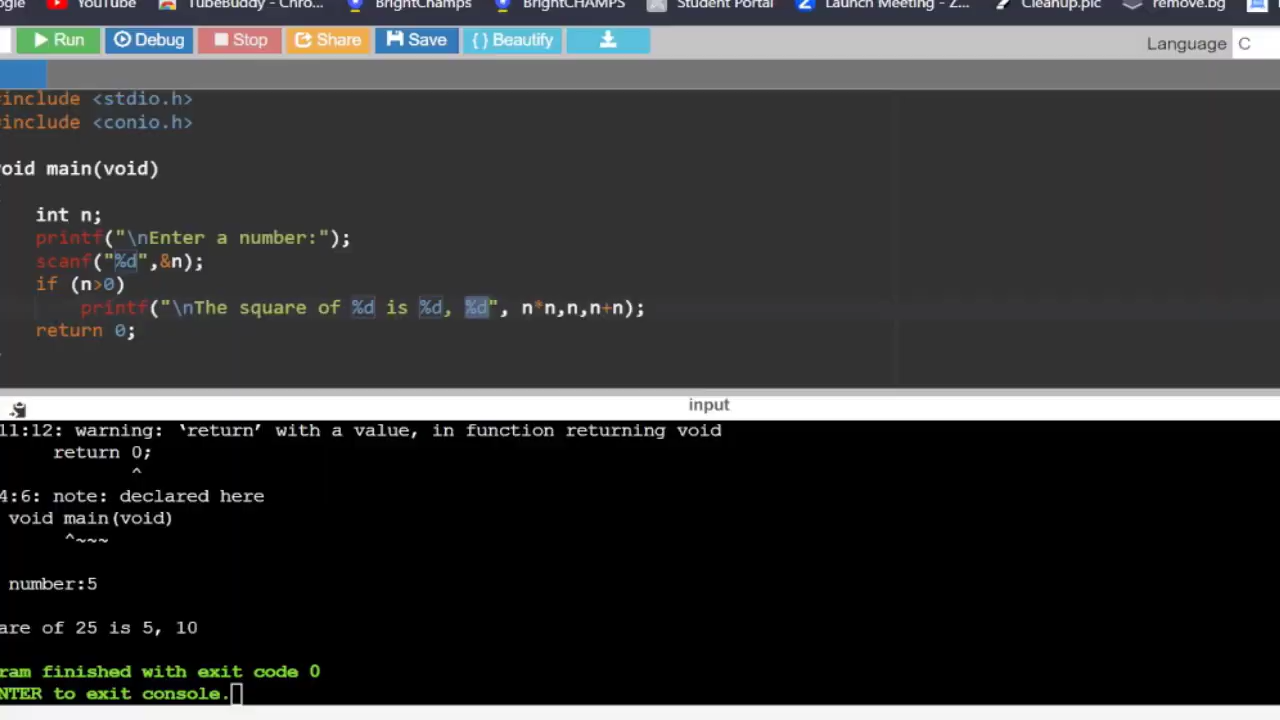 YouTube TubeBuddy - Chro... BrightChamps BrightCHAMPS Student Portal Launch Meeting - Z... Cleanup.pic remove.bg
Run Debug Stop Share Save { } Beautify Language C
include <stdio.h>
include <conio.h>
void main(void)
int n;
printf("\nEnter a number:");
scanf("%d",&n);
if (n>0)
printf("\nThe square of %d is %d, %d", n*n,n,n+n);
return 0;
input
11:12: warning: ‘return’ with a value, in function returning void
return 0;
^
4:6: note: declared here
void main(void)
^~~~
number:5
are of 25 is 5, 10
ram finished with exit code 0
NTER to exit console.